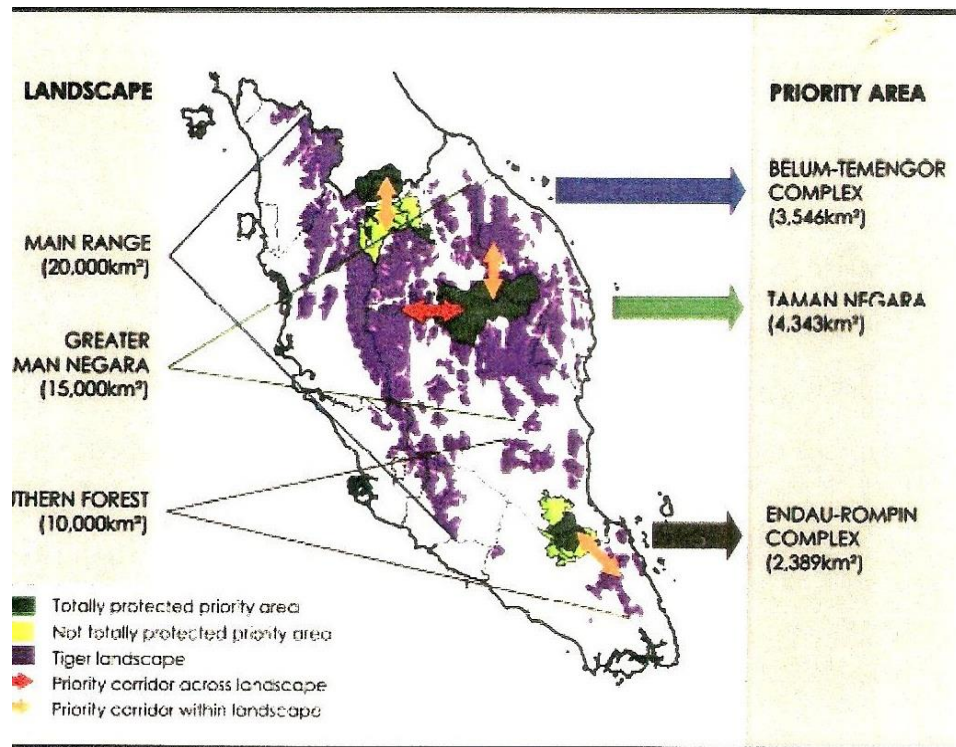 LANDSCAPE
MAIN RANGE
(20,000km²)
GREATER
MAN NEGARA
(15,000km²)
UTHERN FOREST
(10,000km²)
Totally protected priority area
Not totally protected priority area
Tiger landscape
Priority corridor across landscape
Priority corridor within landscape
PRIORITY AREA
BELUM-TEMENGOR
COMPLEX
(3,546km²)
TAMAN NEGARA
(4,343km²)
ENDAU-ROMPIN
COMPLEX
(2,389km²)